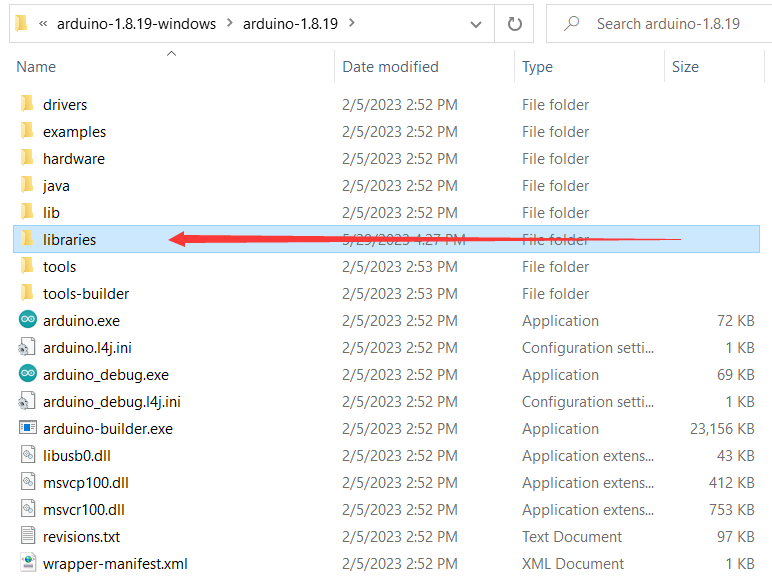 « arduino-1.8.19-windows > arduino-1.8.19 > Search arduino-1.8.19
Name Date modified Type Size
drivers 2/5/2023 2:52 PM File folder
examples 2/5/2023 2:52 PM File folder
hardware 2/5/2023 2:52 PM File folder
java 2/5/2023 2:52 PM File folder
lib 2/5/2023 2:52 PM File folder
libraries 5/29/2023 4:27 PM File folder
tools 2/5/2023 2:53 PM File folder
tools-builder 2/5/2023 2:53 PM File folder
arduino.exe 2/5/2023 2:52 PM Application 72 KB
arduino.l4j.ini 2/5/2023 2:52 PM Configuration setti... 1 KB
arduino_debug.exe 2/5/2023 2:52 PM Application 69 KB
arduino_debug.l4j.ini 2/5/2023 2:52 PM Configuration setti... 1 KB
arduino-builder.exe 2/5/2023 2:52 PM Application 23,156 KB
libusb0.dll 2/5/2023 2:52 PM Application extens... 43 KB
msvcp100.dll 2/5/2023 2:52 PM Application extens... 412 KB
msvcr100.dll 2/5/2023 2:52 PM Application extens... 753 KB
revisions.txt 2/5/2023 2:52 PM Text Document 97 KB
wrapper-manifest.xml 2/5/2023 2:52 PM XML Document 1 KB